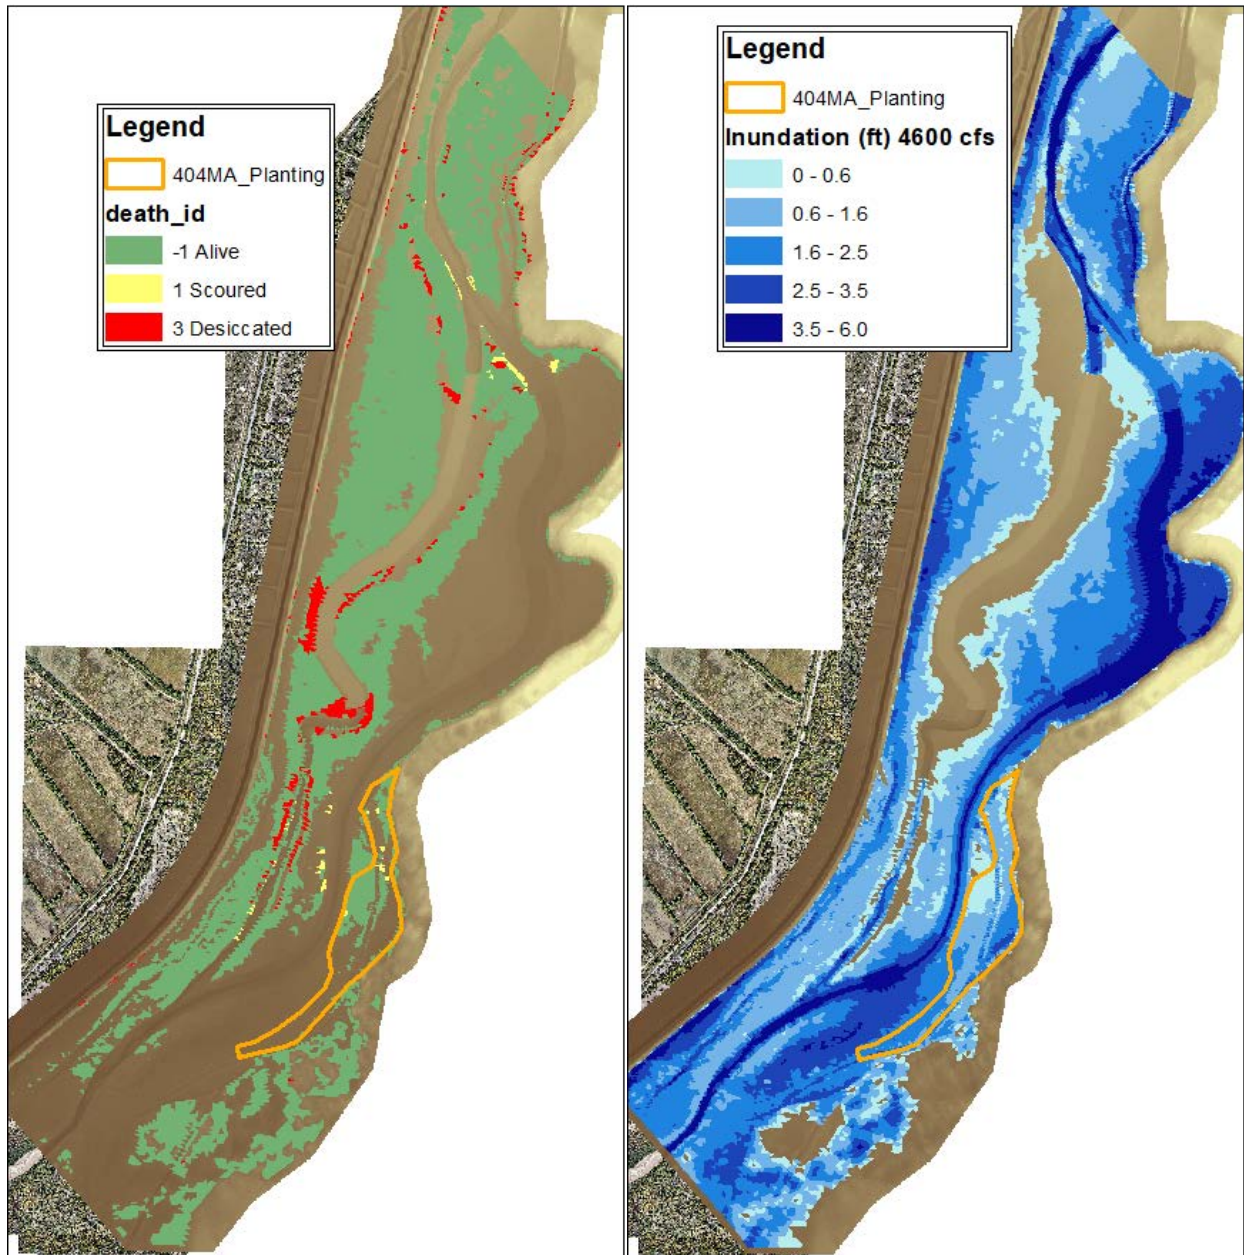 Legend
404MA_Planting
death_id
-1 Alive
1 Scoured
3 Desiccated
Legend
404MA_Planting
Inundation (ft) 4600 cfs
0 - 0.6
0.6 - 1.6
1.6 - 2.5
2.5 - 3.5
3.5 - 6.0